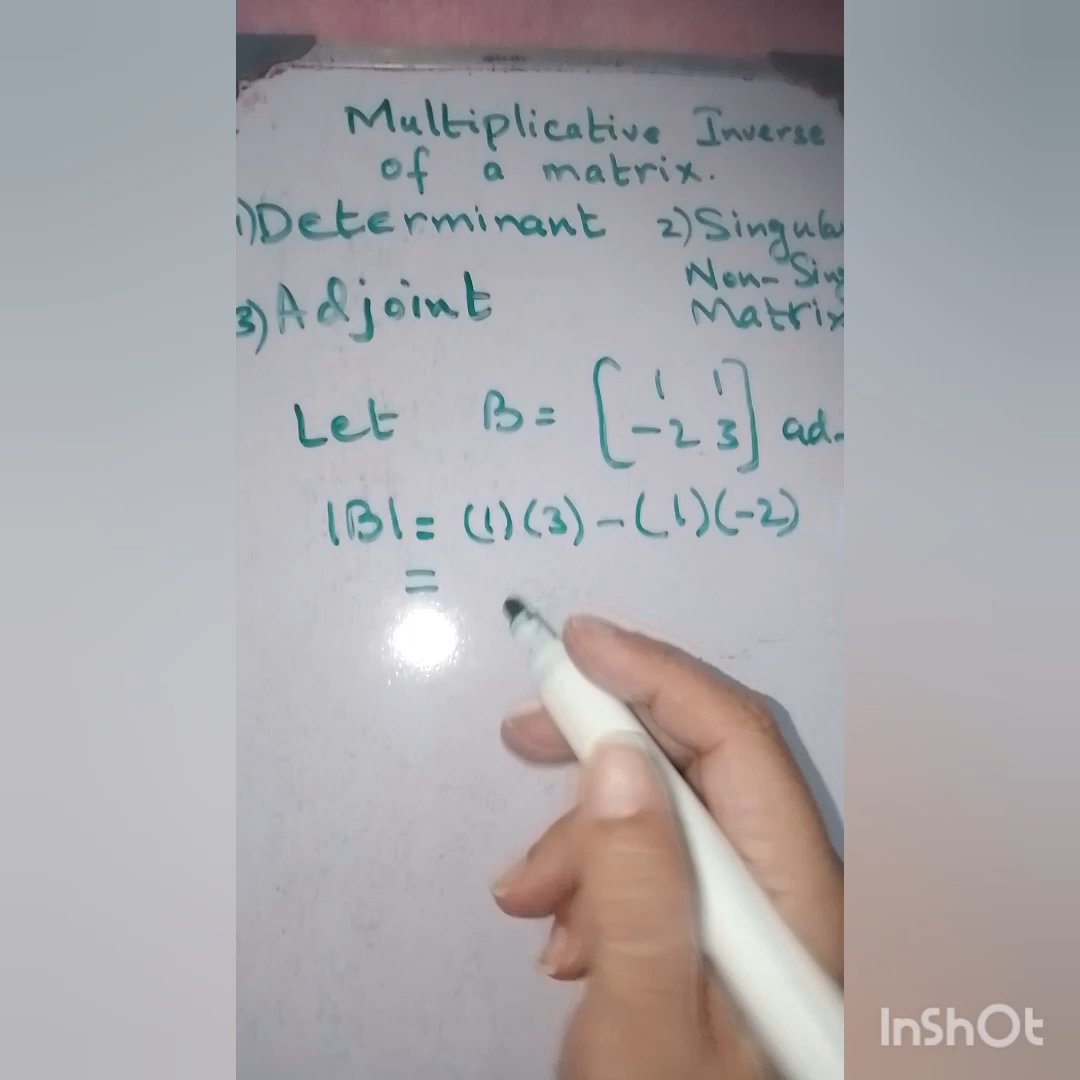 Multiplicative Inverse
of a matrix.
1) Determinant 2) Singula
Non-Sing
3) Adjoint Matrix
Let B = [ 1 1
-2 3 ] ad-
|B| = (1)(3) - (1)(-2)
=
InShOt